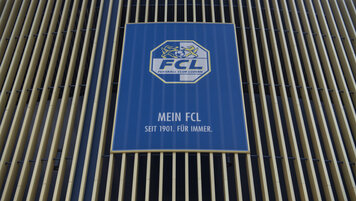 FCL
FUSSBALL CLUB LUZERN
MEIN FCL
SEIT 1901. FÜR IMMER.